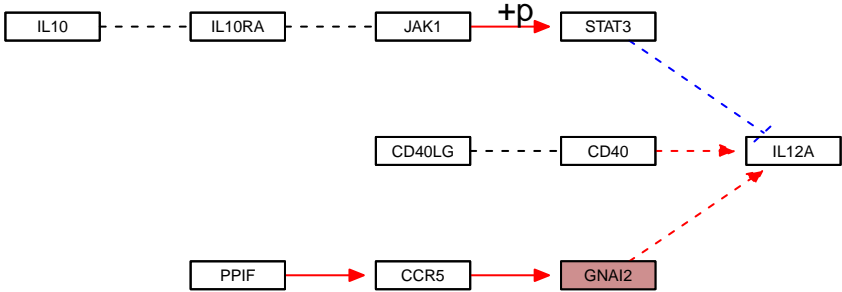 IL10 IL10RA JAK1 +p STAT3
CD40LG CD40 IL12A
PPIF CCR5 GNAI2